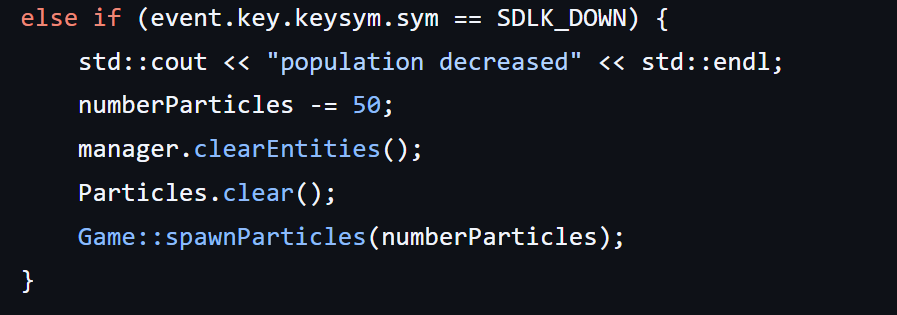 else if (event.key.keysym.sym == SDLK_DOWN) {
    std::cout << "population decreased" << std::endl;
    numberParticles -= 50;
    manager.clearEntities();
    Particles.clear();
    Game::spawnParticles(numberParticles);
}